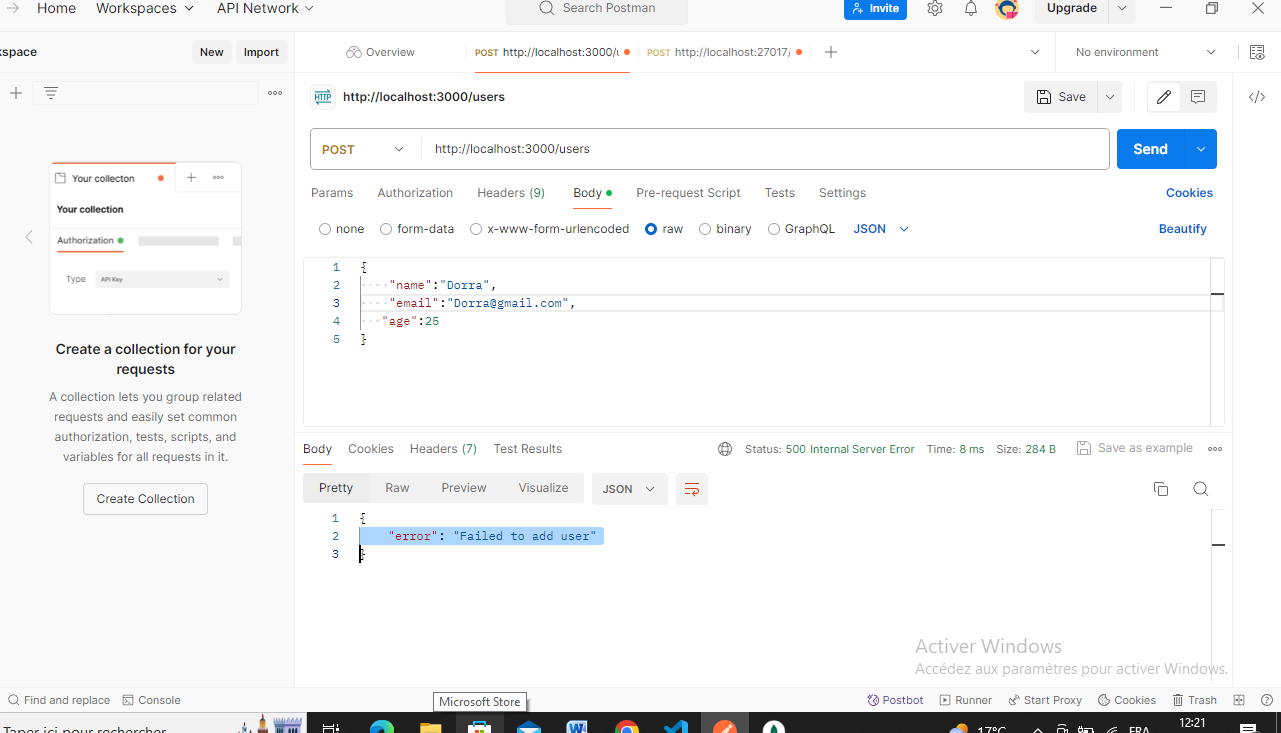 Home Workspaces API Network Search Postman Invite Upgrade
kspace New Import Overview POST http://localhost:3000/u POST http://localhost:27017/ No environment
HTTP http://localhost:3000/users Save
Your collecton
Your collection
Authorization
Type API Key
POST http://localhost:3000/users Send
Params Authorization Headers (9) Body Pre-request Script Tests Settings Cookies
none form-data x-www-form-urlencoded raw binary GraphQL JSON Beautify
1 {
2 "name":"Dorra",
3 "email":"Dorra@gmail.com",
4 "age":25
5 }
Create a collection for your
requests
A collection lets you group related
requests and easily set common
authorization, tests, scripts, and
variables for all requests in it.
Create Collection
Body Cookies Headers (7) Test Results Status: 500 Internal Server Error Time: 8 ms Size: 284 B Save as example
Pretty Raw Preview Visualize JSON
1 {
2 "error": "Failed to add user"
3 }
Activer Windows
Accédez aux paramètres pour activer Windows.
Find and replace Console Postbot Runner Start Proxy Cookies Trash
Microsoft Store
Taper ici pour rechercher 17°C FRA 12:21